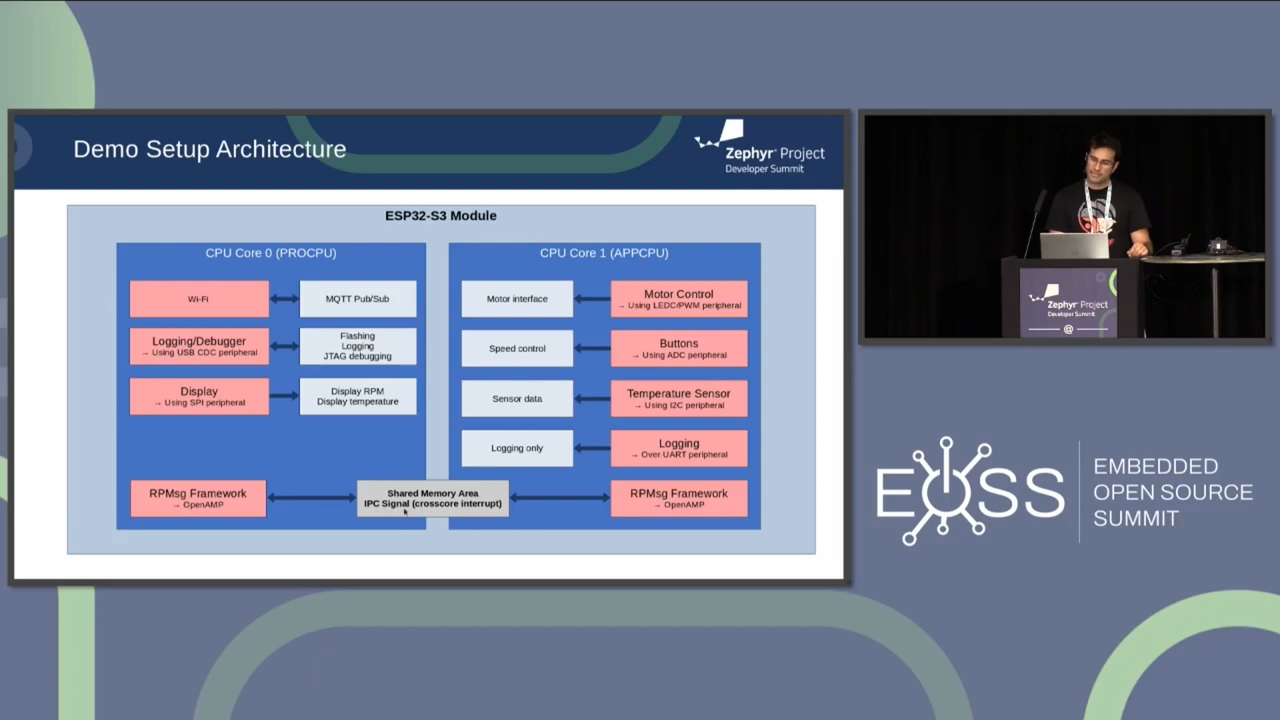 Demo Setup Architecture
Zephyr® Project
Developer Summit
ESP32-S3 Module
CPU Core 0 (PROCPU)
Wi-Fi
MQTT Pub/Sub
Logging/Debugger
→ Using USB CDC peripheral
Flashing
Logging
JTAG debugging
Display
→ Using SPI peripheral
Display RPM
Display temperature
RPMsg Framework
→ OpenAMP
Shared Memory Area
IPC Signal (crosscore interrupt)
CPU Core 1 (APPCPU)
Motor interface
Motor Control
→ Using LEDC/PWM peripheral
Speed control
Buttons
→ Using ADC peripheral
Sensor data
Temperature Sensor
→ Using I2C peripheral
Logging only
Logging
→ Over UART peripheral
RPMsg Framework
→ OpenAMP
Zephyr® Project
Developer Summit
@
EOSS
EMBEDDED
OPEN SOURCE
SUMMIT